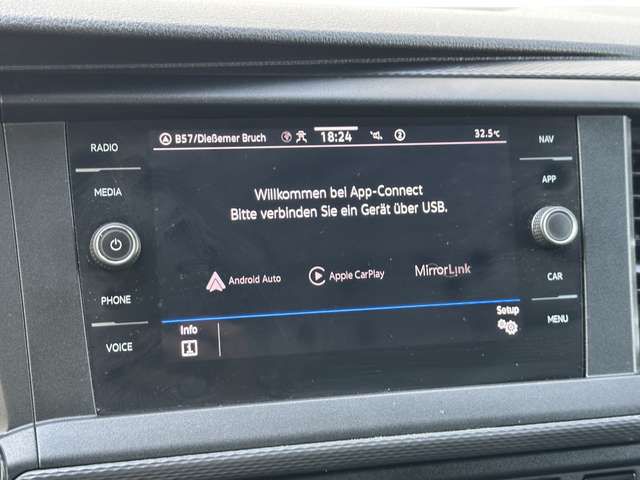 RADIO
MEDIA
PHONE
VOICE
B57/Dießemer Bruch
18:24
2
32.5°C
Willkommen bei App-Connect
Bitte verbinden Sie ein Gerät über USB.
Android Auto
Apple CarPlay
MirrorLink
Info
Setup
NAV
APP
CAR
MENU